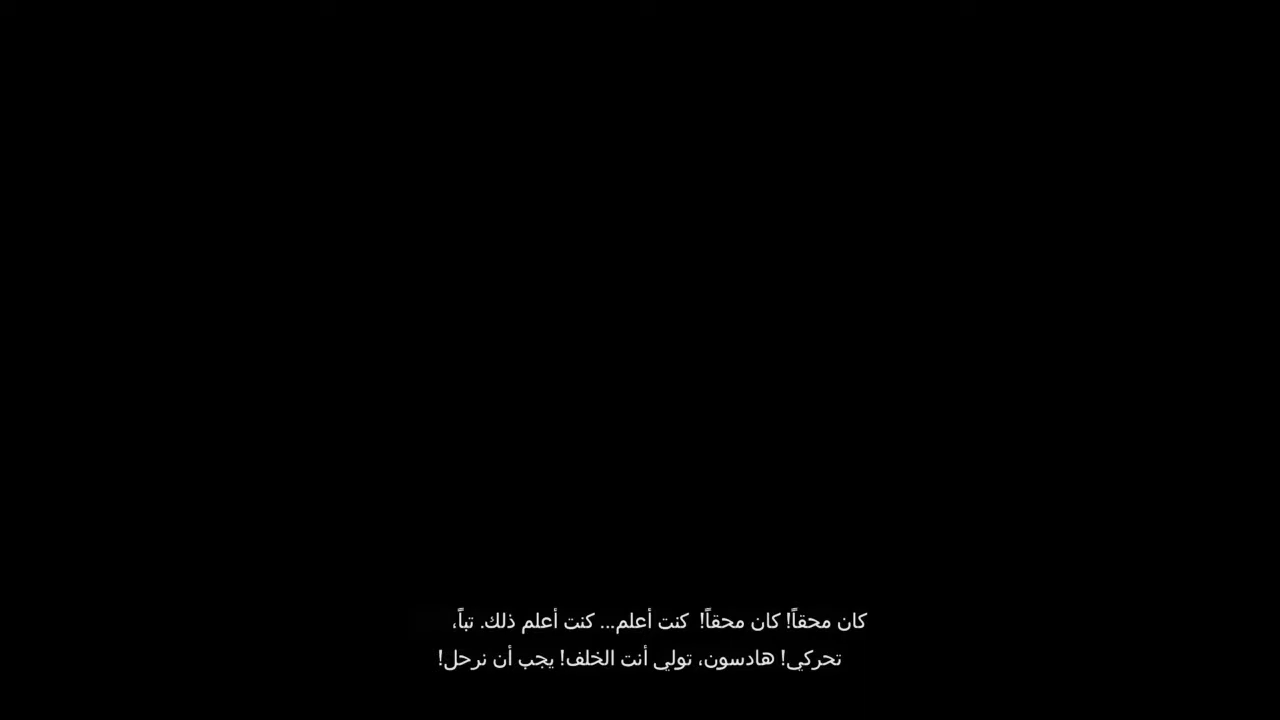 كان محقاً! كان محقاً! كنت أعلم... كنت أعلم ذلك. تباً،
تحركي! هادسون، تولي أنت الخلف! يجب أن نرحل!